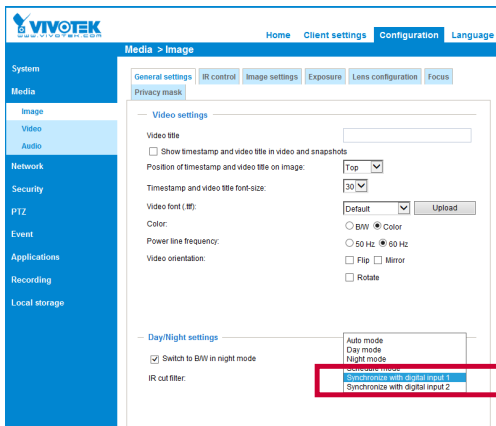 VIVOTEK
WWW.VIVOTEK.COM
Home Client settings Configuration Language
Media > Image
System
Media
Image
Video
Audio
Network
Security
PTZ
Event
Applications
Recording
Local storage
General settings IR control Image settings Exposure Lens configuration Focus
Privacy mask
Video settings
Video title
Show timestamp and video title in video and snapshots
Position of timestamp and video title on image: Top
Timestamp and video title font-size: 30
Video font (.ttf): Default Upload
Color: B/W Color
Power line frequency: 50 Hz 60 Hz
Video orientation: Flip Mirror
Rotate
Day/Night settings
Switch to B/W in night mode
IR cut filter:
Auto mode
Day mode
Night mode
Schedule mode
Synchronize with digital input 1
Synchronize with digital input 2